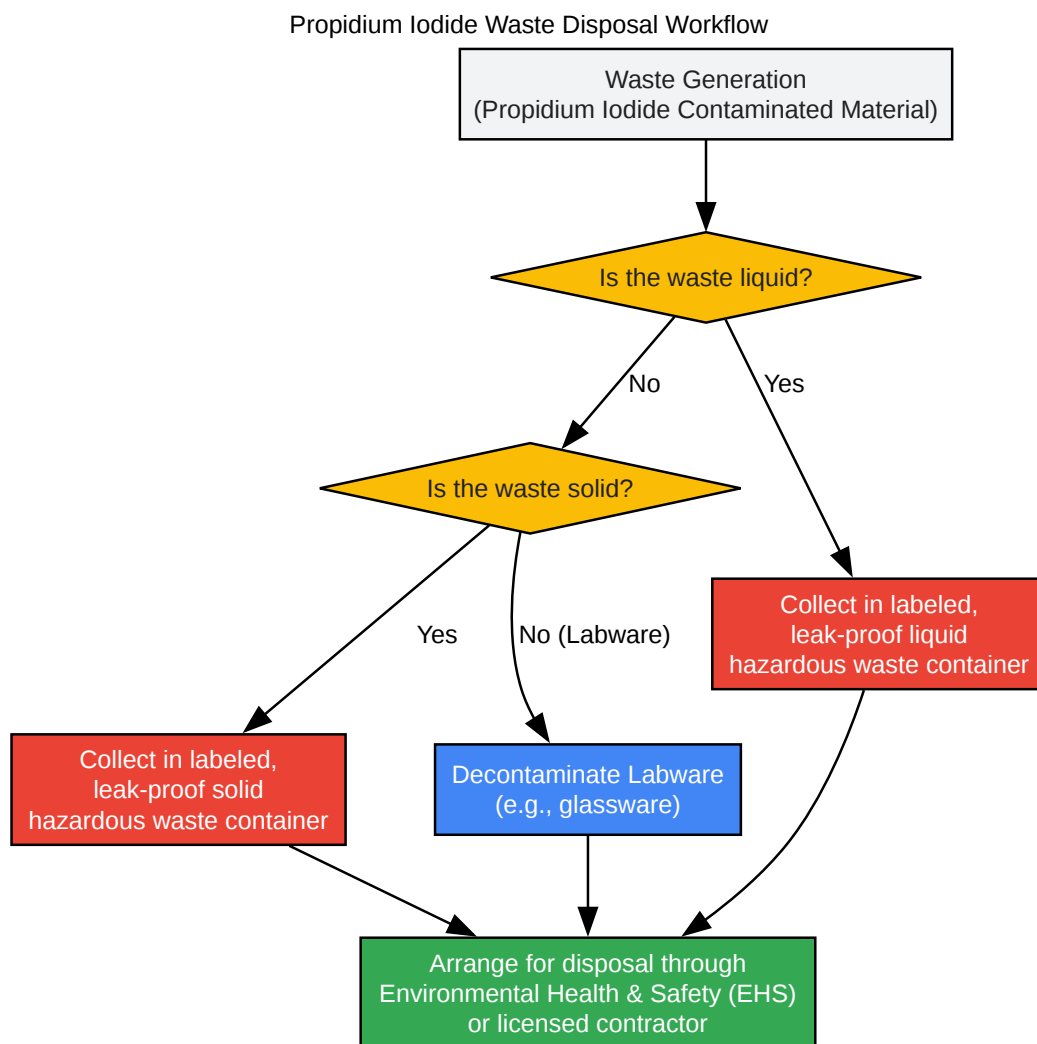 Propidium Iodide Waste Disposal Workflow
Waste Generation
(Propidium Iodide Contaminated Material)
Is the waste liquid?
No
Yes
Is the waste solid?
Yes
No (Labware)
Collect in labeled,
leak-proof liquid
hazardous waste container
Collect in labeled,
leak-proof solid
hazardous waste container
Decontaminate Labware
(e.g., glassware)
Arrange for disposal through
Environmental Health & Safety (EHS)
or licensed contractor